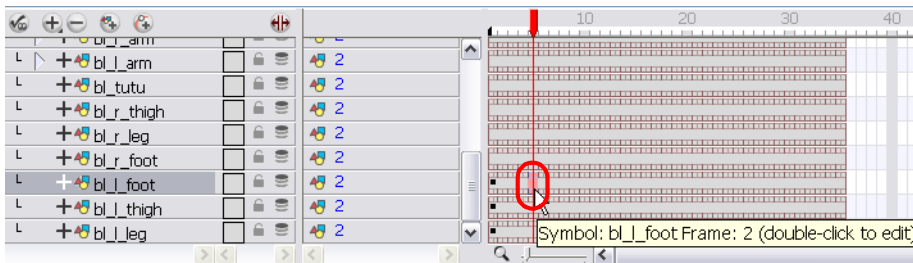 10 20 30 40
bl_l_arm 2
bl_tutu 2
bl_r_thigh 2
bl_r_leg 2
bl_r_foot 2
bl_l_foot 2
bl_l_thigh 2
bl_l_leg 2
Symbol: bl_l_foot Frame: 2 (double-click to edit)